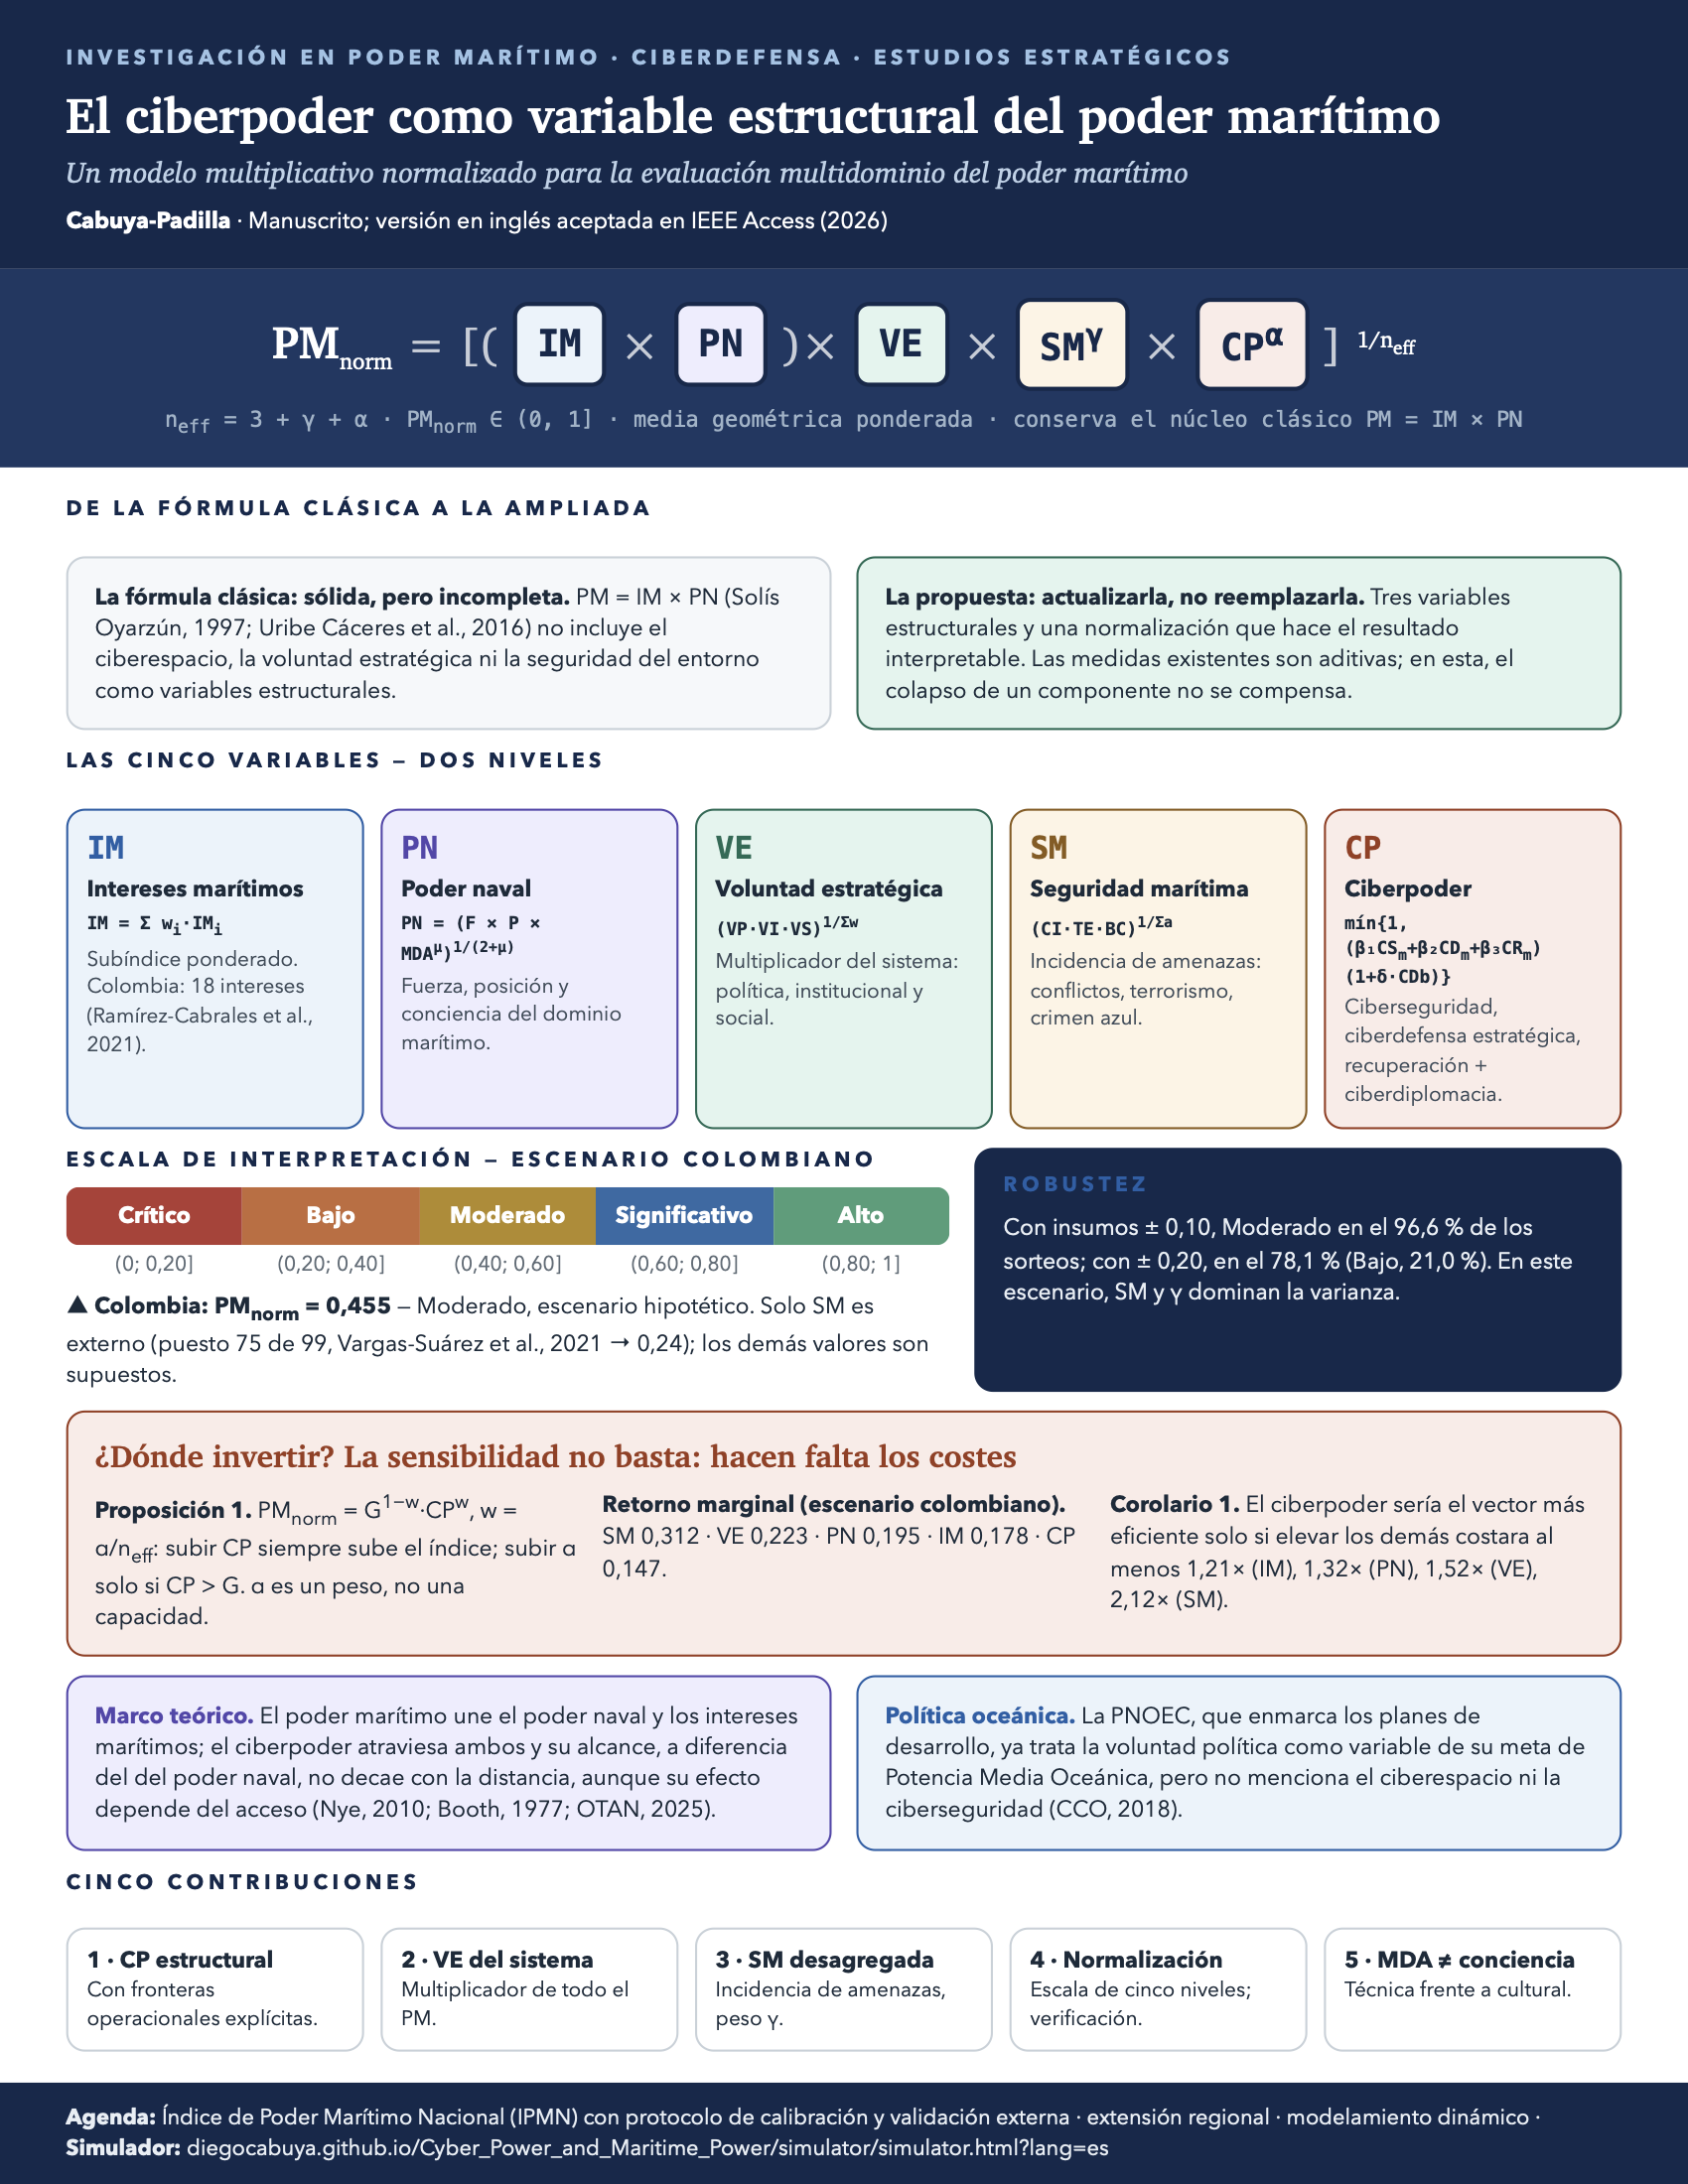 INVESTIGACIÓN EN PODER MARÍTIMO · CIBERDEFENSA · ESTUDIOS ESTRATÉGICOS
El ciberpoder como variable estructural del poder marítimo
Un modelo multiplicativo normalizado para la evaluación multidominio del poder marítimo
Cabuya-Padilla · Manuscrito; versión en inglés aceptada en IEEE Access (2026)
PM_norm = [( IM × PN )× VE × SM^γ × CP^α ] ^1/n_eff
n_eff = 3 + γ + α · PM_norm ∈ (0, 1] · media geométrica ponderada · conserva el núcleo clásico PM = IM × PN
DE LA FÓRMULA CLÁSICA A LA AMPLIADA
La fórmula clásica: sólida, pero incompleta. PM = IM × PN (Solís
Oyarzún, 1997; Uribe Cáceres et al., 2016) no incluye el
ciberespacio, la voluntad estratégica ni la seguridad del entorno
como variables estructurales.
La propuesta: actualizarla, no reemplazarla. Tres variables
estructurales y una normalización que hace el resultado
interpretable. Las medidas existentes son aditivas; en esta, el
colapso de un componente no se compensa.
LAS CINCO VARIABLES – DOS NIVELES
IM
Intereses marítimos
IM = Σ w_i·IM_i
Subíndice ponderado.
Colombia: 18 intereses
(Ramírez-Cabrales et al.,
2021).
PN
Poder naval
PN = (F × P ×
MDA^μ)^1/(2+μ)
Fuerza, posición y
conciencia del dominio
marítimo.
VE
Voluntad estratégica
(VP·VI·VS)^1/Σw
Multiplicador del sistema:
política, institucional y
social.
SM
Seguridad marítima
(CI·TE·BC)^1/Σa
Incidencia de amenazas:
conflictos, terrorismo,
crimen azul.
CP
Ciberpoder
mín{1,
(β₁CS_m+β₂CD_m+β₃CR_m)
(1+δ·CDb)}
Ciberseguridad,
ciberdefensa estratégica,
recuperación +
ciberdiplomacia.
ESCALA DE INTERPRETACIÓN – ESCENARIO COLOMBIANO
Crítico Bajo Moderado Significativo Alto
(0; 0,20] (0,20; 0,40] (0,40; 0,60] (0,60; 0,80] (0,80; 1]
▲ Colombia: PM_norm = 0,455 – Moderado, escenario hipotético. Solo SM es
externo (puesto 75 de 99, Vargas-Suárez et al., 2021 → 0,24); los demás valores son
supuestos.
ROBUSTEZ
Con insumos ± 0,10, Moderado en el 96,6 % de los
sorteos; con ± 0,20, en el 78,1 % (Bajo, 21,0 %). En este
escenario, SM y γ dominan la varianza.
¿Dónde invertir? La sensibilidad no basta: hacen falta los costes
Proposición 1. PM_norm = G^1−w·CP^w, w =
α/n_eff: subir CP siempre sube el índice; subir α
solo si CP > G. α es un peso, no una
capacidad.
Retorno marginal (escenario colombiano).
SM 0,312 · VE 0,223 · PN 0,195 · IM 0,178 · CP
0,147.
Corolario 1. El ciberpoder sería el vector más
eficiente solo si elevar los demás costara al
menos 1,21× (IM), 1,32× (PN), 1,52× (VE),
2,12× (SM).
Marco teórico. El poder marítimo une el poder naval y los intereses
marítimos; el ciberpoder atraviesa ambos y su alcance, a diferencia
del del poder naval, no decae con la distancia, aunque su efecto
depende del acceso (Nye, 2010; Booth, 1977; OTAN, 2025).
Política oceánica. La PNOEC, que enmarca los planes de
desarrollo, ya trata la voluntad política como variable de su meta de
Potencia Media Oceánica, pero no menciona el ciberespacio ni la
ciberseguridad (CCO, 2018).
CINCO CONTRIBUCIONES
1 · CP estructural
Con fronteras
operacionales explícitas.
2 · VE del sistema
Multiplicador de todo el
PM.
3 · SM desagregada
Incidencia de amenazas,
peso γ.
4 · Normalización
Escala de cinco niveles;
verificación.
5 · MDA ≠ conciencia
Técnica frente a cultural.
Agenda: Índice de Poder Marítimo Nacional (IPMN) con protocolo de calibración y validación externa · extensión regional · modelamiento dinámico ·
Simulador: diegocabuya.github.io/Cyber_Power_and_Maritime_Power/simulator/simulator.html?lang=es